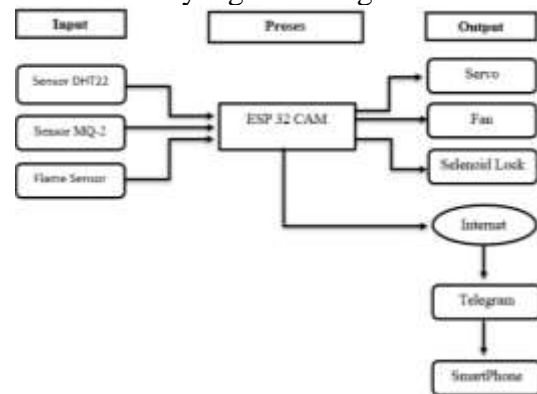 Input
Proses
Output
Sensor DHT22
Servo
ESP 32 CAM
Sensor MQ-2
Fan
Flame Sensor
Selenoid Lock
Internet
Telegram
SmartPhone